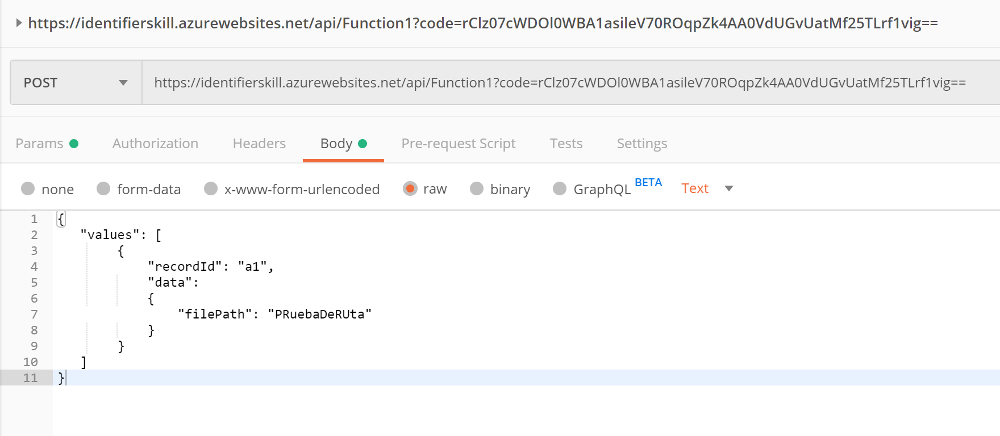 https://identifierskill.azurewebsites.net/api/Function1?code=rClz07cWDOl0WBA1asileV70ROqpZk4AA0VdUGvUatMf25TLrf1vig==
POST https://identifierskill.azurewebsites.net/api/Function1?code=rClz07cWDOl0WBA1asileV70ROqpZk4AA0VdUGvUatMf25TLrf1vig==
Params Authorization Headers Body Pre-request Script Tests Settings
none form-data x-www-form-urlencoded raw binary GraphQL BETA Text
1 {
2 "values": [
3 {
4 "recordId": "a1",
5 "data":
6 {
7 "filePath": "PRuebaDeRUta"
8 }
9 }
10 ]
11 }